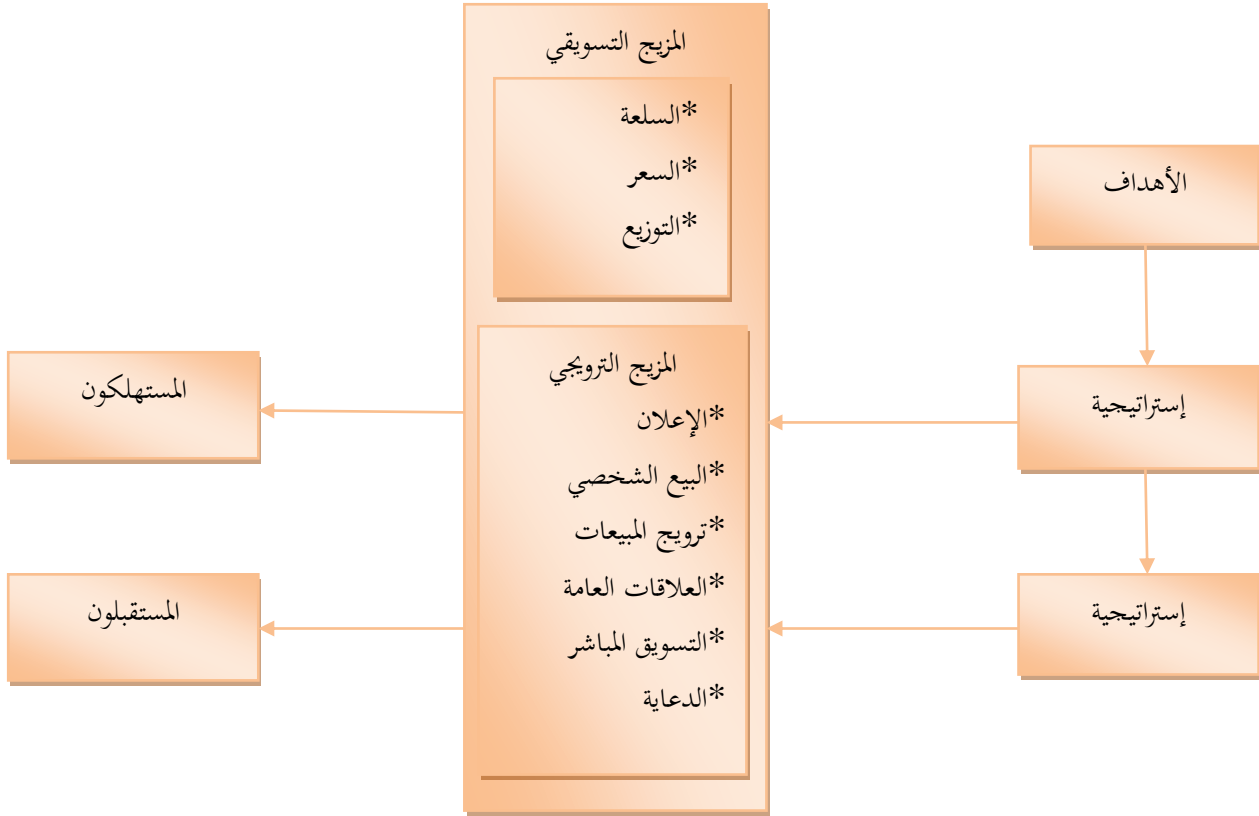 الأهداف
إستراتيجية
إستراتيجية
المزيج التسويقي
*السلعة
*السعر
*التوزيع
المزيج الترويجي
*الإعلان
*البيع الشخصي
*ترويج المبيعات
*العلاقات العامة
*التسويق المباشر
*الدعاية
المستهلكون
المستقبلون